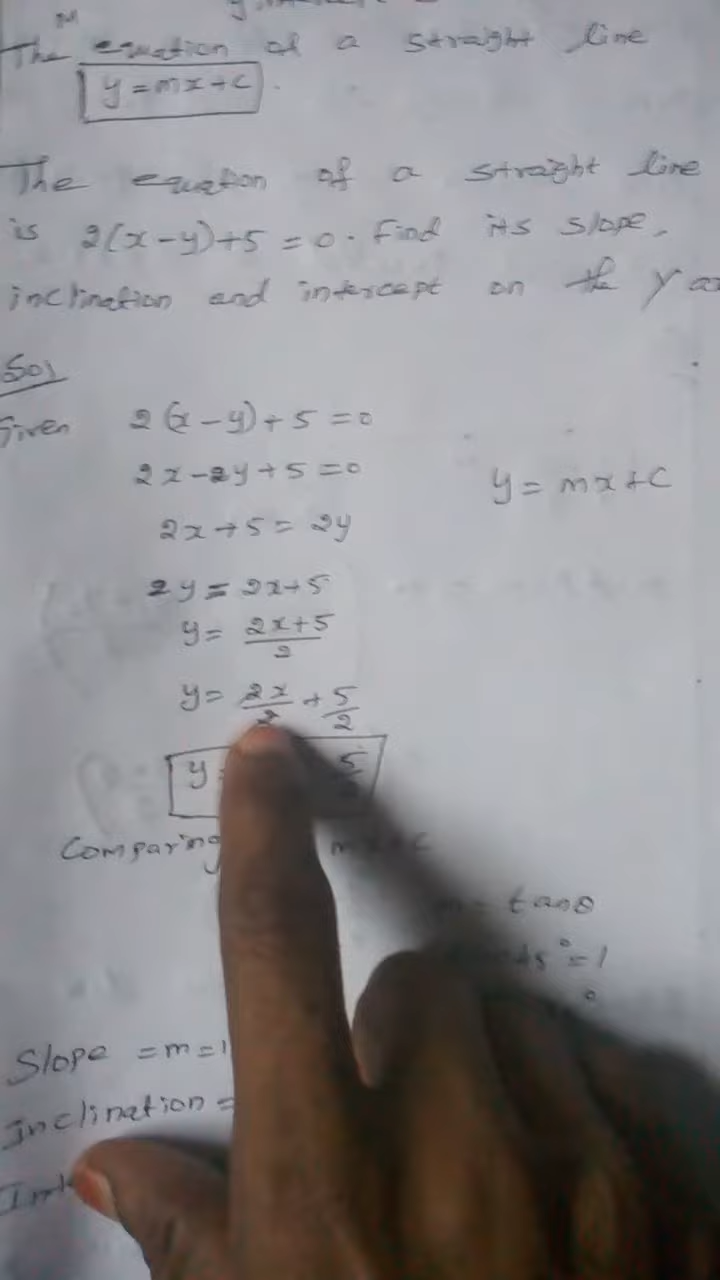 The equation of a straight line
y = mx + c
The equation of a straight line
is 2(x - y) + 5 = 0. Find its slope,
inclination and intercept on the Y
Sol
Given 2(x - y) + 5 = 0
2x - 2y + 5 = 0
y = mx + c
2x + 5 = 2y
2y = 2x + 5
y = 2x + 5 / 2
y = 2x / 2 + 5 / 2
y 5
Comparing c
tanθ
° = 1
Slope = m = 1
Inclination =